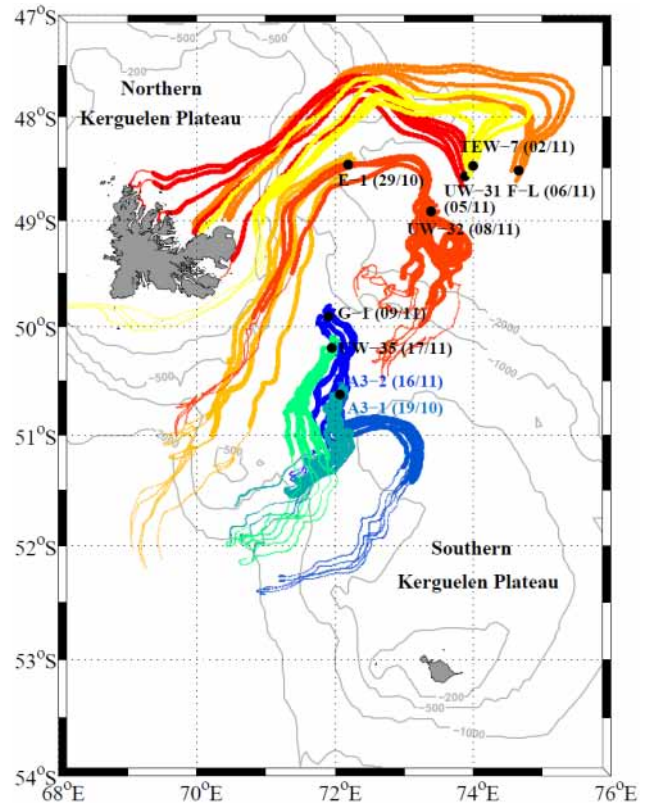 47°S
48°S
49°S
50°S
51°S
52°S
53°S
54°S
68°E
70°E
72°E
74°E
76°E
Northern
Kerguelen Plateau
Southern
Kerguelen Plateau
TEW-7 (02/11)
E-1 (29/10)
UW-31 F-L (06/11)
(05/11)
UW-32 (08/11)
G-1 (09/11)
UW-35 (17/11)
A3-2 (16/11)
A3-1 (19/10)
-500
-200
-500
-2000
-1000
-500
-200
-500
-1000